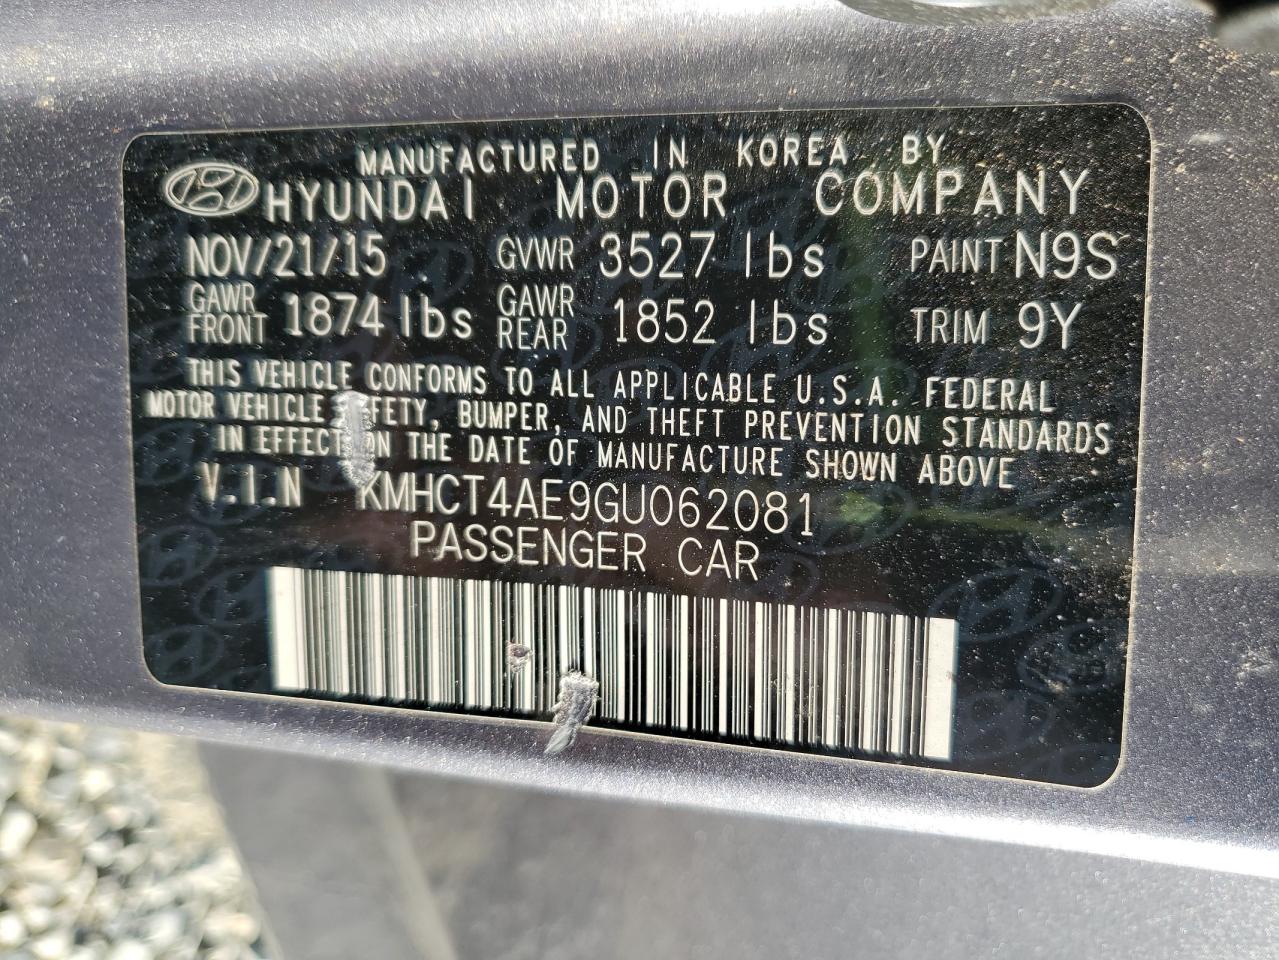 MANUFACTURED IN KOREA BY
HYUNDAI MOTOR COMPANY
NOV/21/15 GVWR 3527 lbs PAINT N9S
GAWR FRONT 1874 lbs GAWR REAR 1852 lbs TRIM 9Y
THIS VEHICLE CONFORMS TO ALL APPLICABLE U.S.A. FEDERAL
MOTOR VEHICLE FETY, BUMPER, AND THEFT PREVENTION STANDARDS
IN EFFECT ON THE DATE OF MANUFACTURE SHOWN ABOVE
V.I.N KMHCT4AE9GU062081
PASSENGER CAR